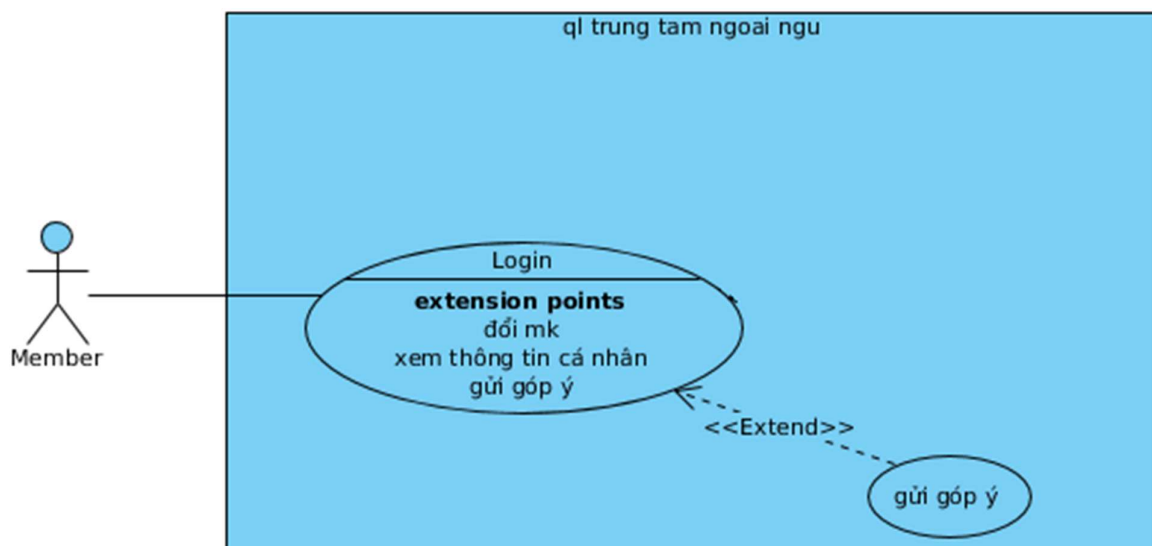 ql trung tam ngoai ngu
Login
extension points
đổi mk
xem thông tin cá nhân
gửi góp ý
Member
<<Extend>>
gửi góp ý